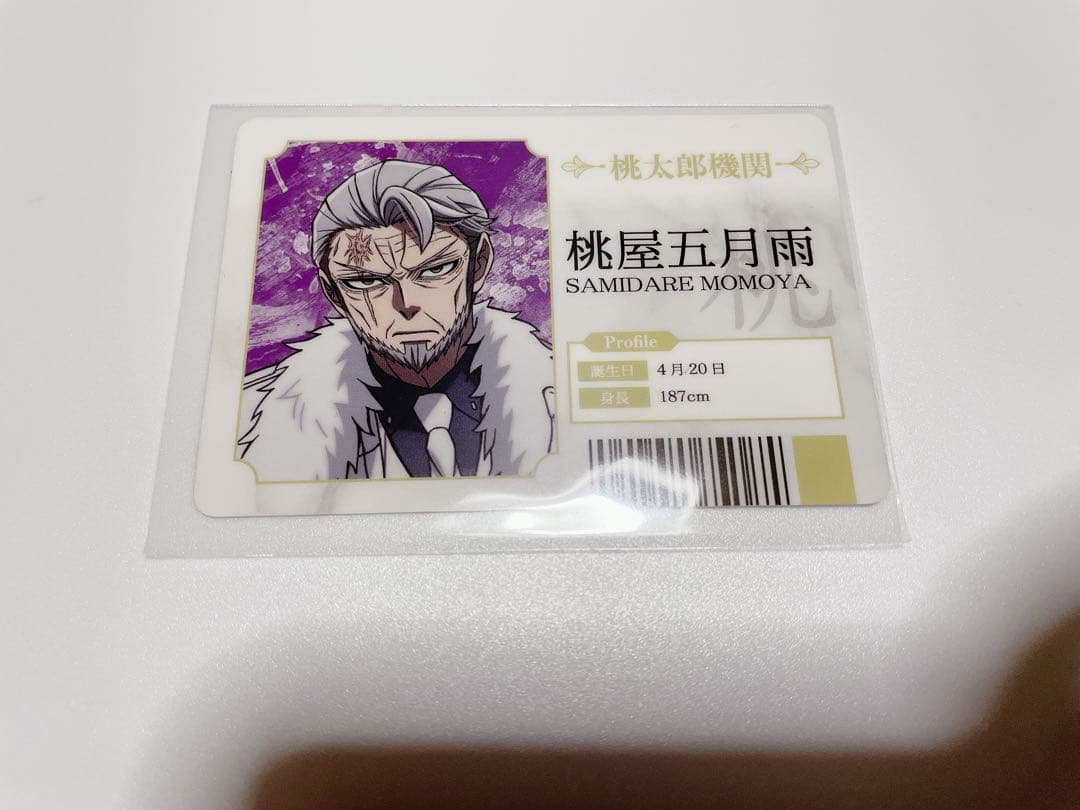 桃太郎機関
桃屋五月雨
SAMIDARE MOMOYA
桃
Profile
誕生日 4月20日
身長 187cm